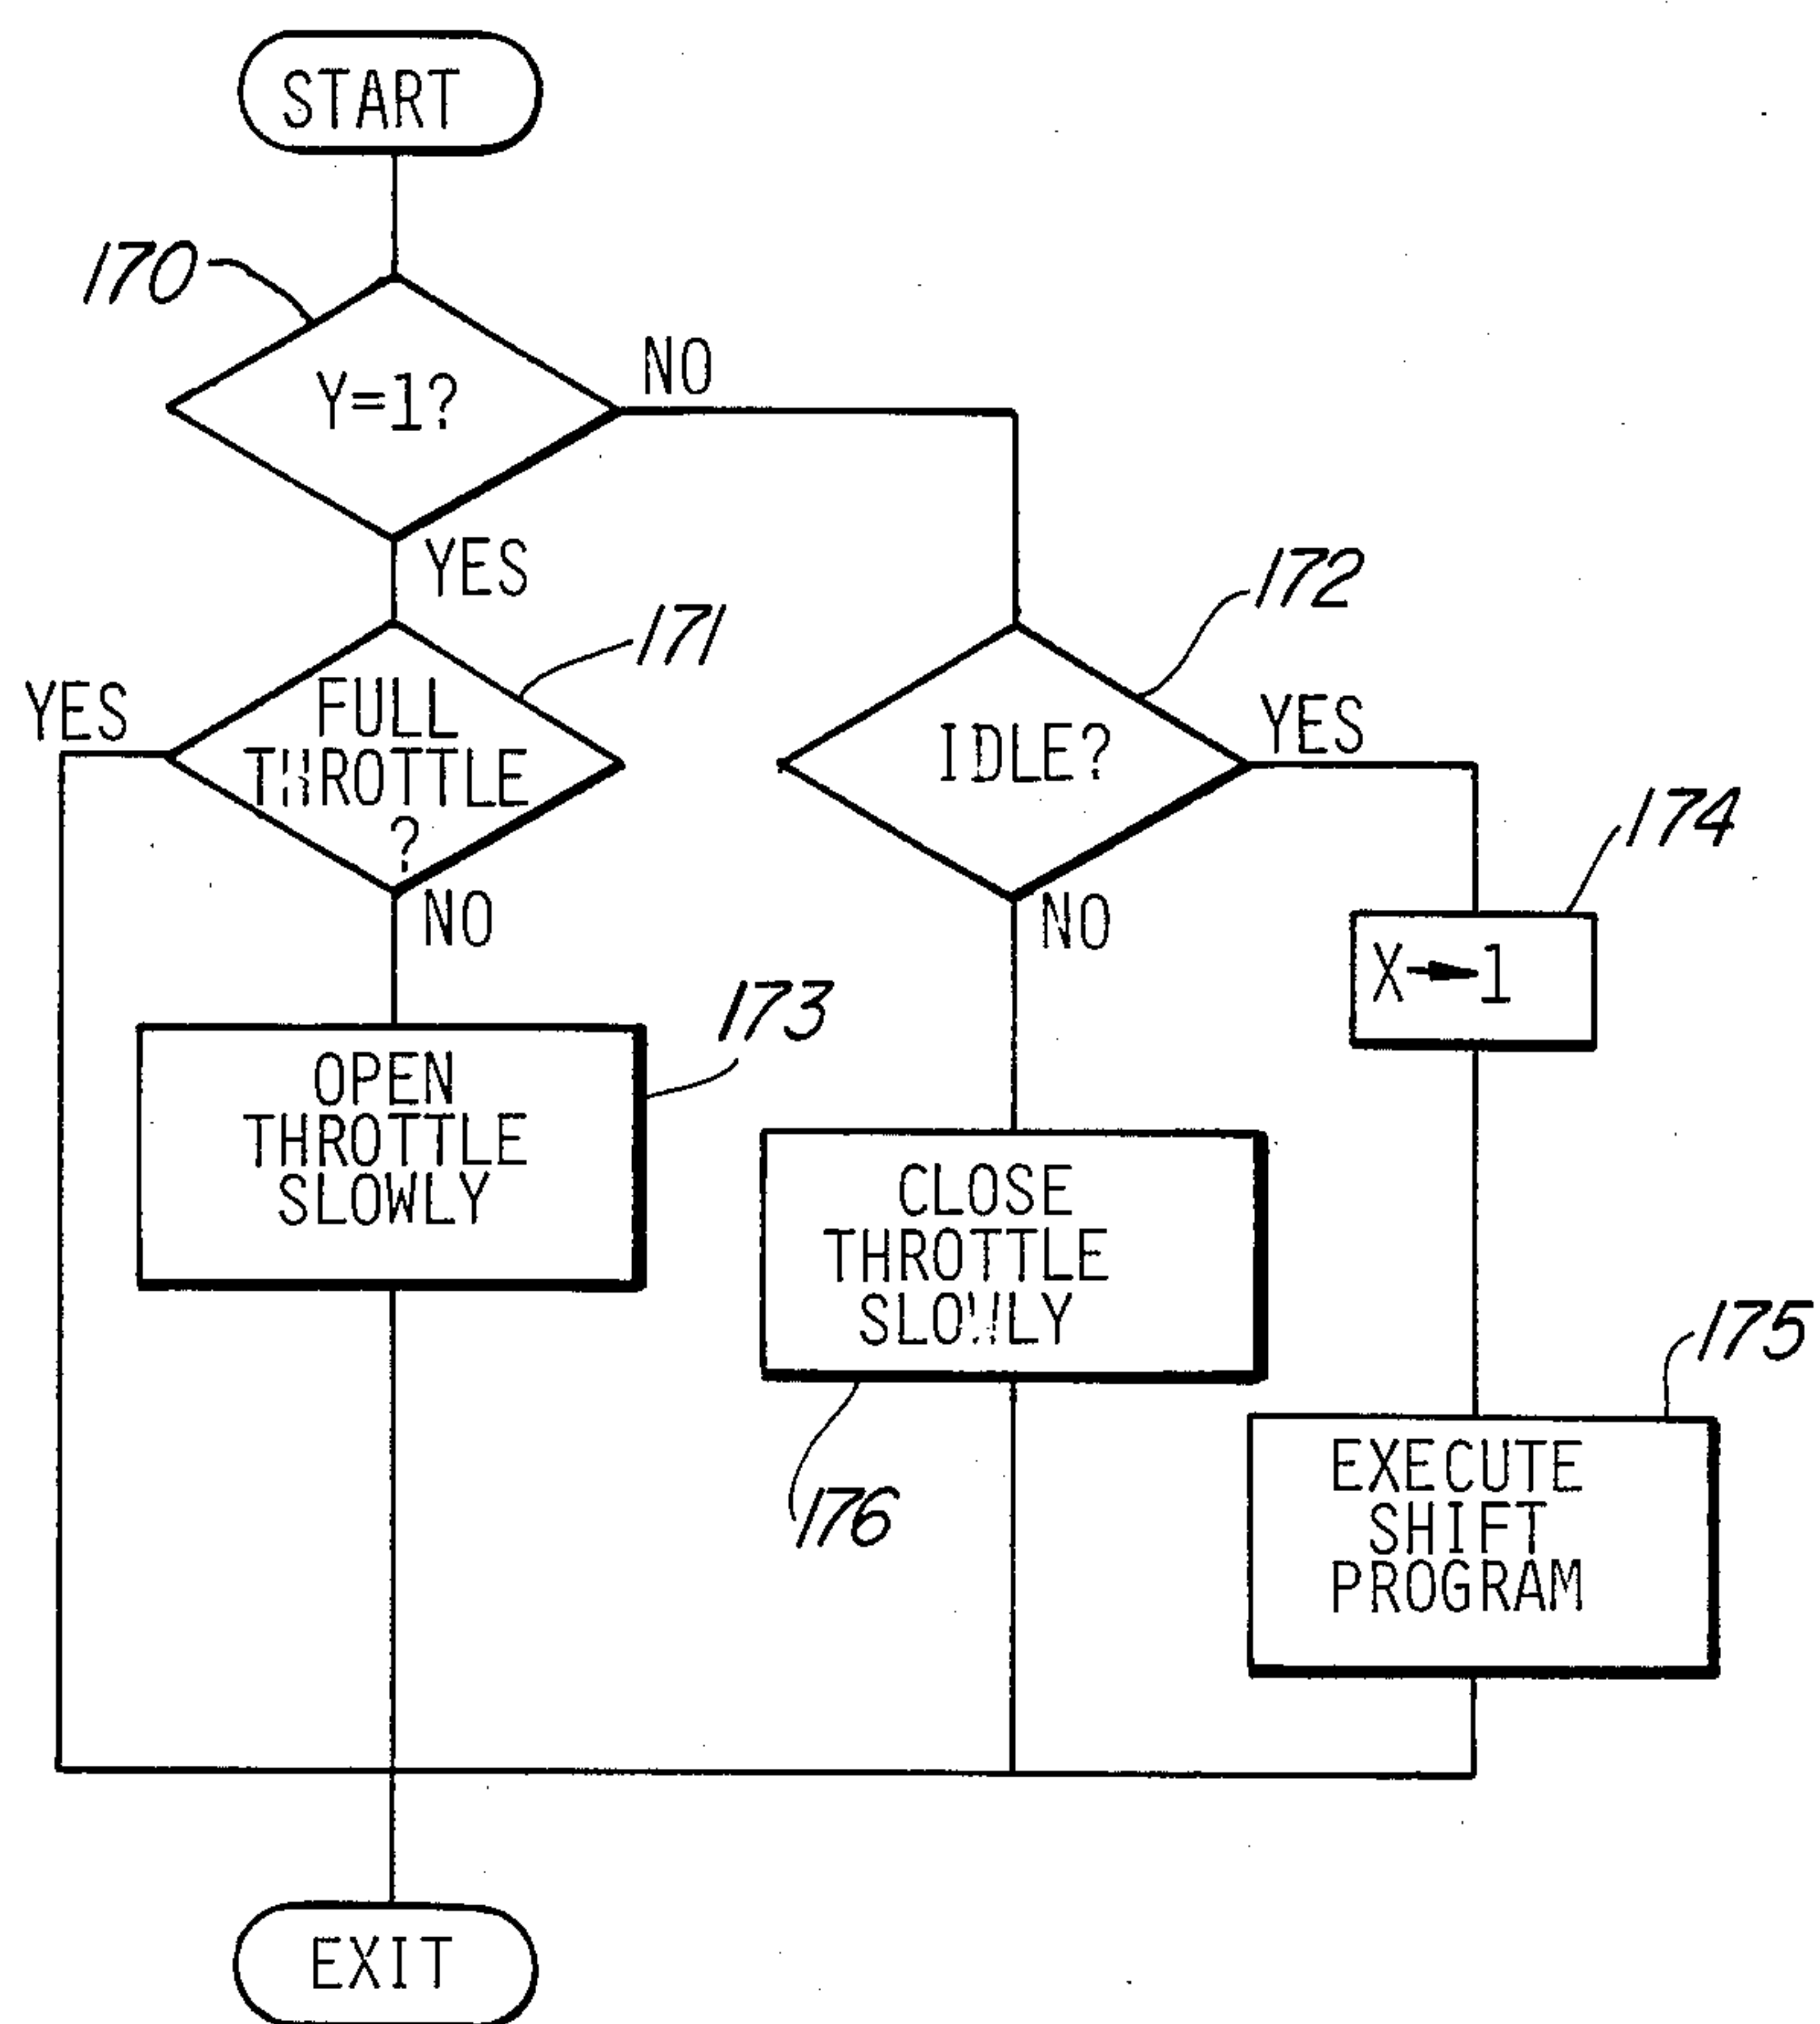 START
170
Y=1?
NO
YES
171
172
YES
FULL
THROTTLE
?
IDLE?
YES
174
NO
NO
X→1
173
OPEN
THROTTLE
SLOWLY
CLOSE
THROTTLE
SLOWLY
175
176
EXECUTE
SHIFT
PROGRAM
EXIT